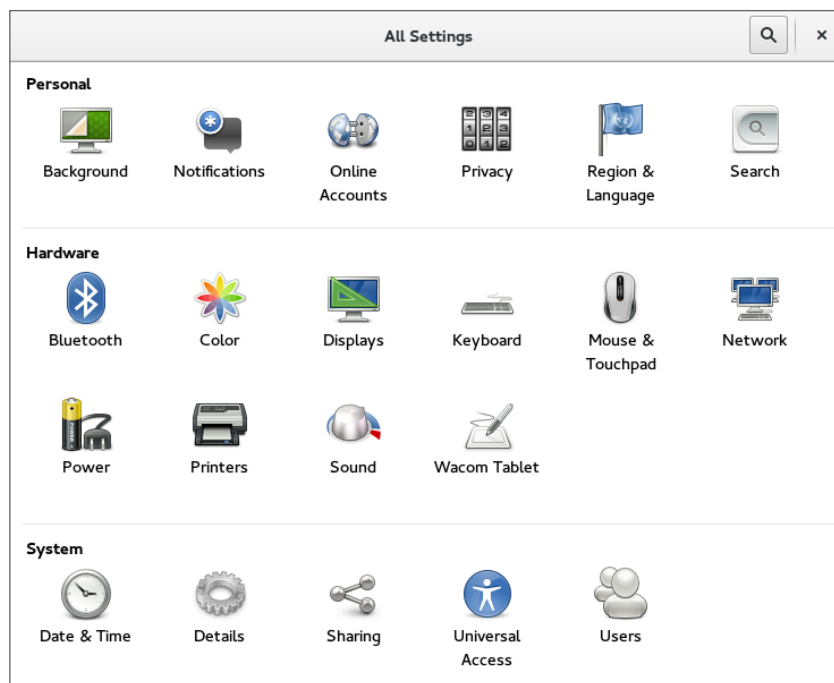 All Settings
Personal
Background Notifications Online Accounts Privacy Region & Language Search
Hardware
Bluetooth Color Displays Keyboard Mouse & Touchpad Network
Power Printers Sound Wacom Tablet
System
Date & Time Details Sharing Universal Access Users